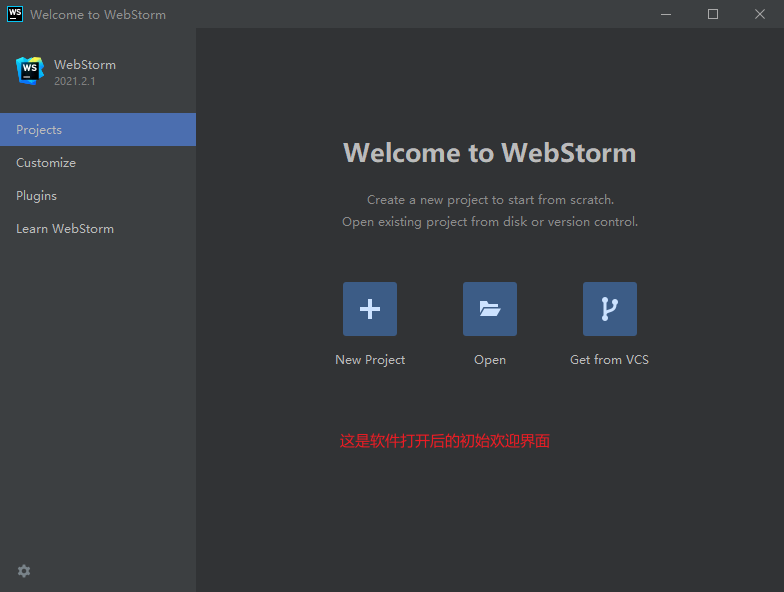 WS Welcome to WebStorm
WS
WebStorm
2021.2.1
Projects
Customize
Plugins
Learn WebStorm
Welcome to WebStorm
Create a new project to start from scratch.
Open existing project from disk or version control.
New Project
Open
Get from VCS
这是软件打开后的初始欢迎界面